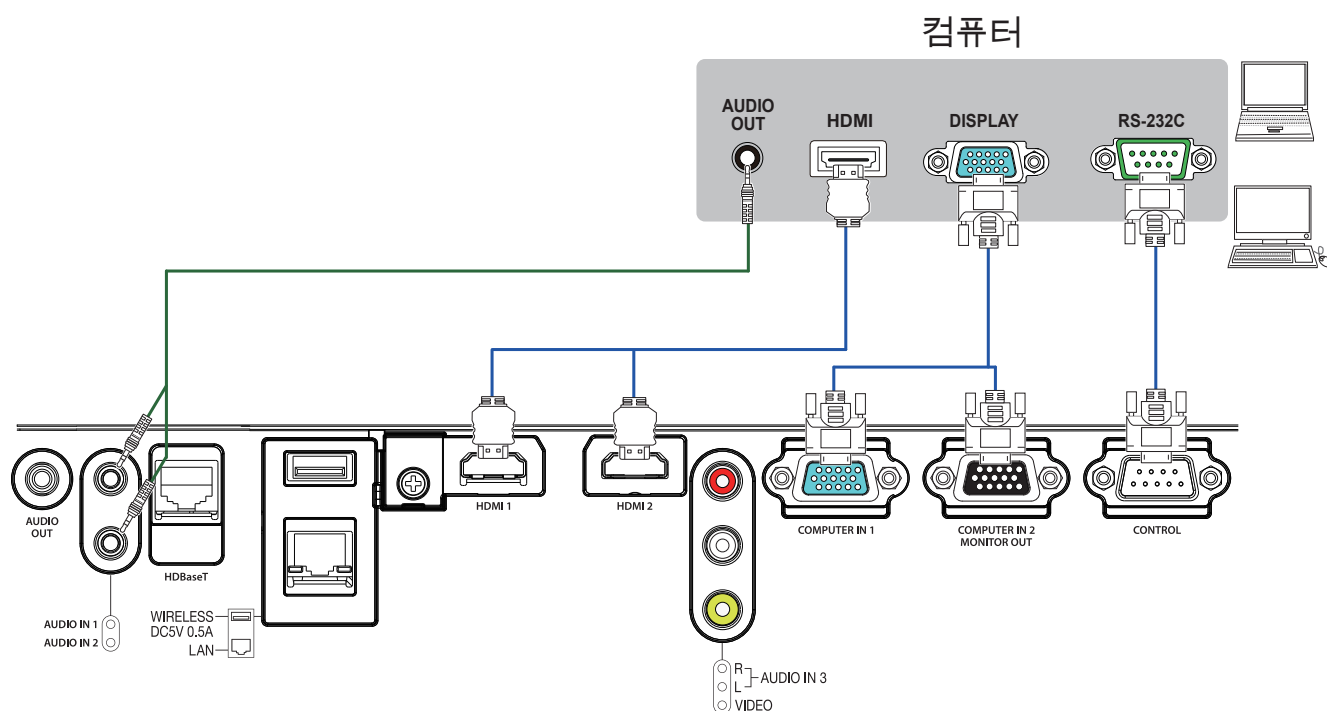 컴퓨터
AUDIO
OUT
HDMI
DISPLAY
RS-232C
AUDIO
OUT
HDBaseT
HDMI 1
HDMI 2
COMPUTER IN 1
COMPUTER IN 2
MONITOR OUT
CONTROL
AUDIO IN 1
AUDIO IN 2
WIRELESS
DC5V 0.5A
LAN
R
L
AUDIO IN 3
VIDEO